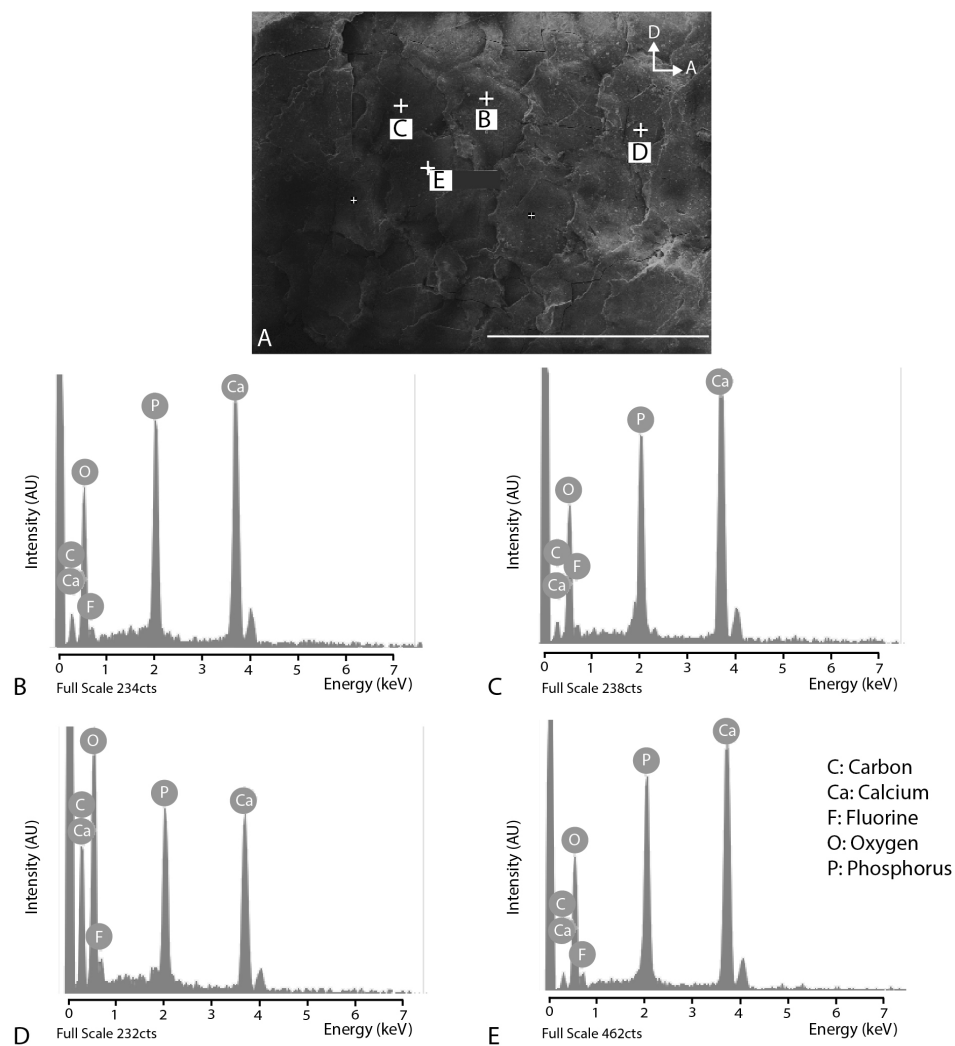 D
A
C
B
D
E
A
Ca
P
O
C
Ca
F
Intensity (AU)
0 1 2 3 4 5 6 7
B
Full Scale 234cts
Energy (keV)
Ca
P
O
C
F
Ca
Intensity (AU)
0 1 2 3 4 5 6 7
C
Full Scale 238cts
Energy (keV)
O
P
Ca
C
Ca
F
Intensity (AU)
0 1 2 3 4 5 6 7
D
Full Scale 232cts
Energy (keV)
Ca
P
O
C
Ca
F
Intensity (AU)
0 1 2 3 4 5 6 7
E
Full Scale 462cts
Energy (keV)
C: Carbon
Ca: Calcium
F: Fluorine
O: Oxygen
P: Phosphorus